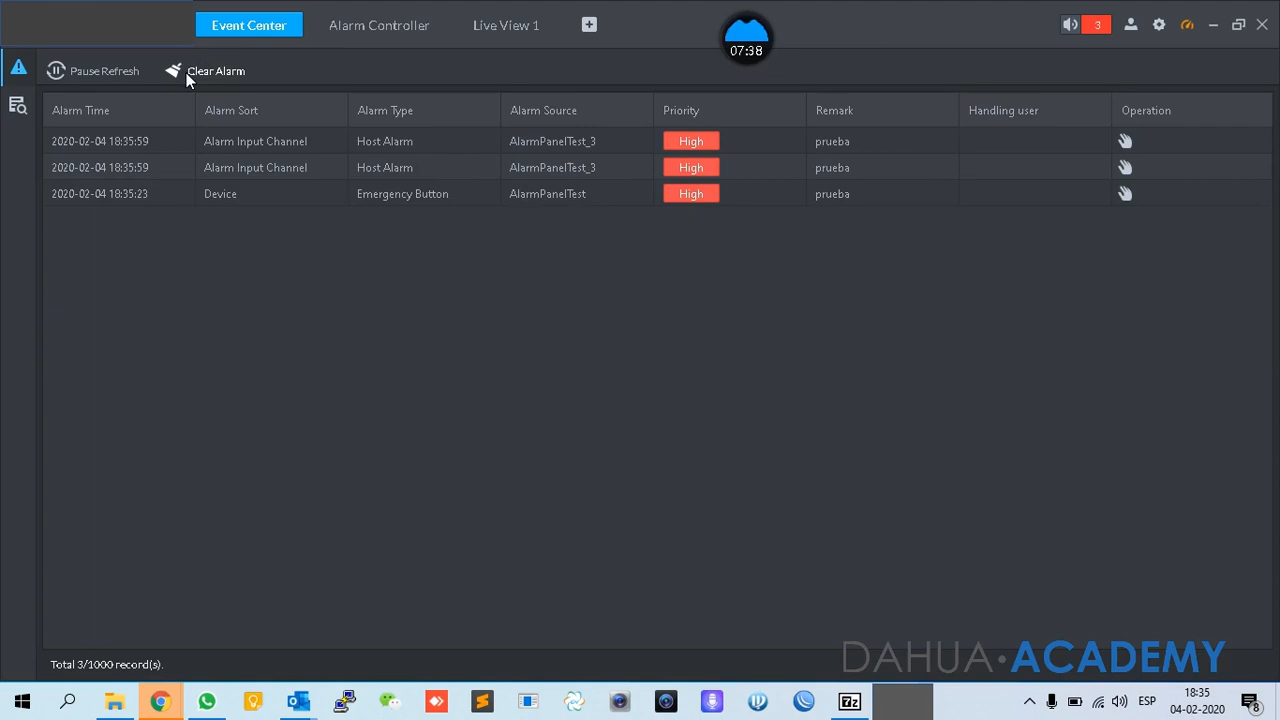 Event Center Alarm Controller Live View 1 07:38 3
Pause Refresh Clear Alarm
Alarm Time Alarm Sort Alarm Type Alarm Source Priority Remark Handling user Operation
2020-02-04 18:35:59 Alarm Input Channel Host Alarm AlarmPanelTest_3 High prueba
2020-02-04 18:35:59 Alarm Input Channel Host Alarm AlarmPanelTest_3 High prueba
2020-02-04 18:35:23 Device Emergency Button AlarmPanelTest High prueba
Total 3/1000 record(s).
DAHUA·ACADEMY
7z ESP 18:35
04-02-2020 8